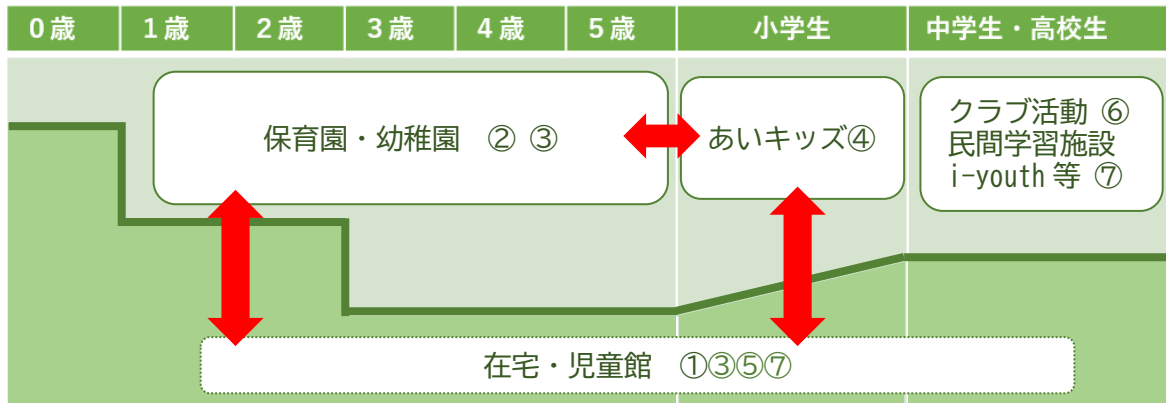 0歳 1歳 2歳 3歳 4歳 5歳 小学生 中学生・高校生
保育園・幼稚園 ② ③
あいキッズ④
クラブ活動 ⑥
民間学習施設
i-youth 等 ⑦
在宅・児童館 ①③⑤⑦